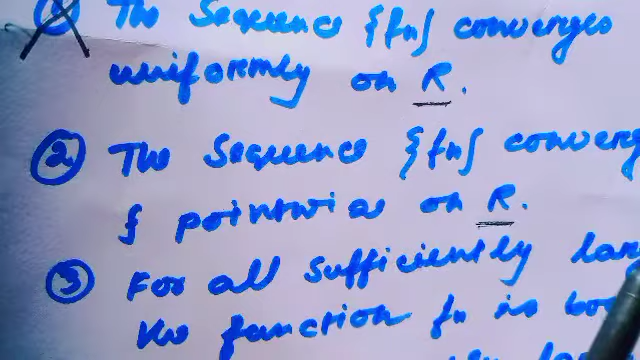 ① The Sequence {fn} converges
uniformly on R.
② The Sequence {fn} converg
f pointwise on R.
③ For all sufficiently lar
the function fn is bo